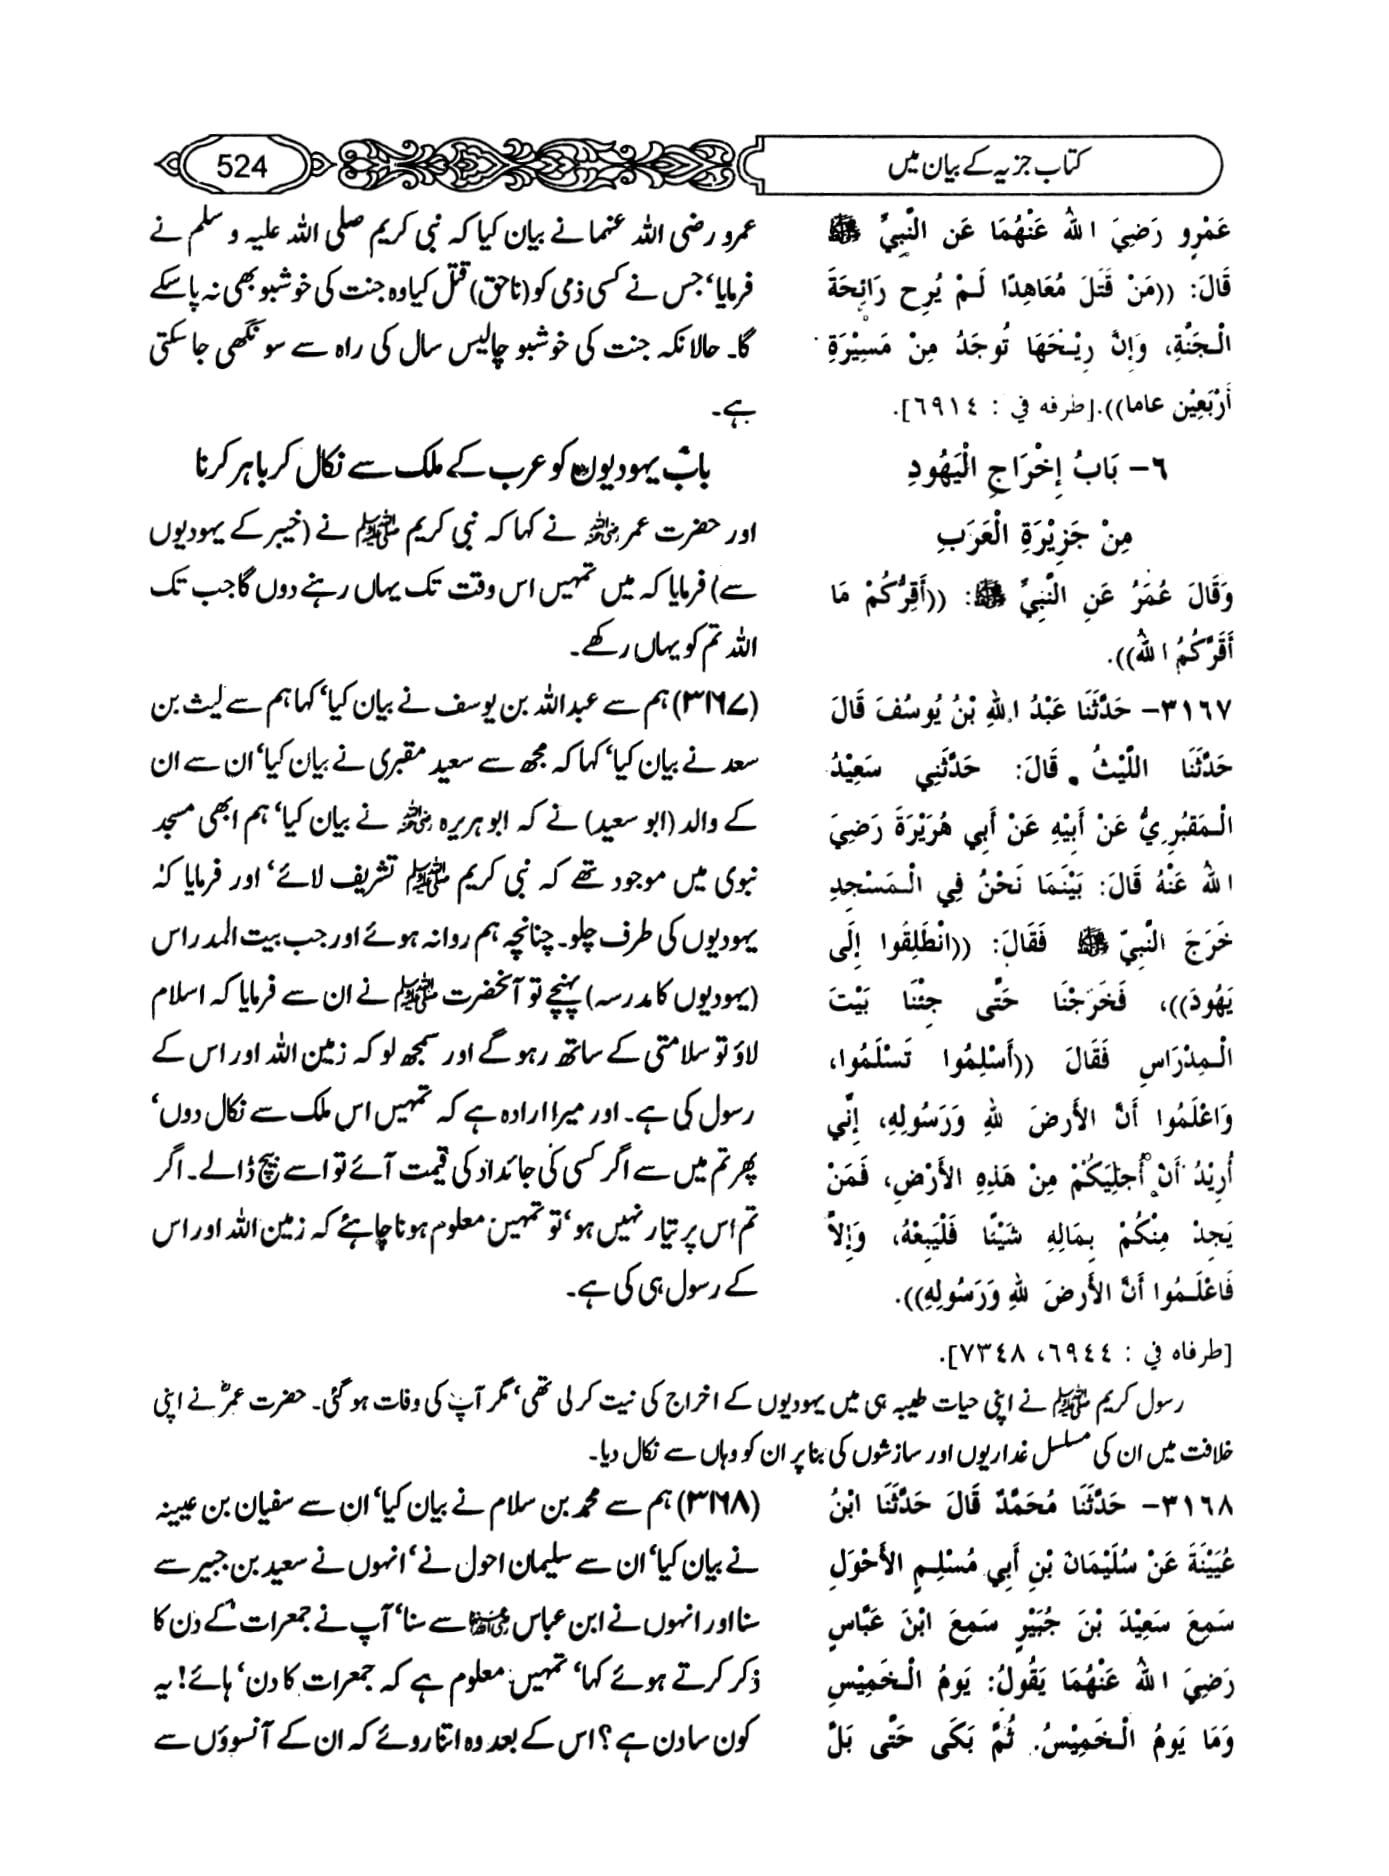 كتاب جزیہ کے بیان میں
524
عَمْرٍو رَضِيَ اللهُ عَنْهُمَا عَنِ النَّبِيِّ ﷺ
قَالَ: ((مَنْ قَتَلَ مُعَاهِدًا لَمْ يُرِحْ رَائِحَةَ
الْجَنَّةِ، وَإِنَّ رِيْحَهَا تُوجَدُ مِنْ مَسِيْرَةِ
أَرْبَعِيْن عاما)).[طرفه في : ٦٩١٤].
٦- بَابُ إِخْرَاجِ الْيَهُودِ
مِنْ جَزِيْرَةِ الْعَرَبِ
وَقَالَ عُمَرُ عَنِ النَّبِيِّ ﷺ: ((أُقِرُّكُمْ مَا
أَقَرَّكُمُ اللهُ)).
٣١٦٧- حَدَّثَنَا عَبْدُ اللهِ بْنُ يُوسُفَ قَالَ
حَدَّثَنَا اللَّيْثُ قَالَ: حَدَّثَنِي سَعِيْدُ
الْمَقْبُرِيُّ عَنْ أَبِيْهِ عَنْ أَبِي هُرَيْرَةَ رَضِيَ
اللهُ عَنْهُ قَالَ: بَيْنَمَا نَحْنُ فِي الْمَسْجِدِ
خَرَجَ النَّبِيّ ﷺ فَقَالَ: ((انْطَلِقُوا إِلَى
يَهُودَ))، فَخَرَجْنَا حَتَّى جِئْنَا بَيْتَ
الْمِدْرَاسِ فَقَالَ ((أَسْلِمُوا تَسْلَمُوا،
وَاعْلَمُوا أَنَّ الأَرْضَ للهِ وَرَسُولِهِ، إِنِّي
أُرِيْدُ أَنْ أُجْلِيَكُمْ مِنْ هَذِهِ الأَرْضِ، فَمَنْ
يَجِدْ مِنْكُمْ بِمَالِهِ شَيْئًا فَلْيَبِعْهُ، وَإِلاَّ
فَاعْلَمُوا أَنَّ الأَرْضَ للهِ وَرَسُولِهِ)).
[طرفاه في : ٦٩٤٤، ٧٣٤٨].
عمرو رضی اللہ عنہما نے بیان کیا کہ نبی کریم صلی اللہ علیہ و سلم نے
فرمایا‘ جس نے کسی ذمی کو (ناحق) قتل کیا وہ جنت کی خوشبو بھی نہ پاسکے
گا۔ حالانکہ جنت کی خوشبو چالیس سال کی راہ سے سونگھی جاسکتی
ہے۔
باب یہودیوں کو عرب کے ملک سے نکال کر باہر کرنا
اور حضرت عمر رضی اللہ عنہ نے کہا کہ نبی کریم ﷺ نے (خیبر کے یہودیوں
سے) فرمایا کہ میں تمہیں اس وقت تک یہاں رہنے دوں گا جب تک
اللہ تم کو یہاں رکھے۔
(۳۱۶۷) ہم سے عبداللہ بن یوسف نے بیان کیا‘ کہا ہم سے لیث بن
سعد نے بیان کیا‘ کہا کہ مجھ سے سعید مقبری نے بیان کیا‘ ان سے ان
کے والد (ابو سعید) نے کہ ابو ہریرہ رضی اللہ عنہ نے بیان کیا‘ ہم ابھی مسجد
نبوی میں موجود تھے کہ نبی کریم ﷺ تشریف لائے‘ اور فرمایا کہ
یہودیوں کی طرف چلو۔ چنانچہ ہم روانہ ہوئے اور جب بیت المدراس
(یہودیوں کا مدرسہ) پہنچے تو آنحضرت ﷺ نے ان سے فرمایا کہ اسلام
لاؤ تو سلامتی کے ساتھ رہو گے اور سمجھ لو کہ زمین اللہ اور اس کے
رسول کی ہے۔ اور میرا ارادہ ہے کہ تمہیں اس ملک سے نکال دوں‘
پھر تم میں سے اگر کسی کی جائداد کی قیمت آئے تو اسے بیچ ڈالے۔ اگر
تم اس پر تیار نہیں ہو‘ تو تمہیں معلوم ہونا چاہئے کہ زمین اللہ اور اس
کے رسول ہی کی ہے۔
رسول کریم ﷺ نے اپنی حیات طیبہ ہی میں یہودیوں کے اخراج کی نیت کرلی تھی‘ مگر آپ کی وفات ہو گئی۔ حضرت عمرؓ نے اپنی
خلافت میں ان کی مسلسل غداریوں اور سازشوں کی بنا پر ان کو وہاں سے نکال دیا۔
٣١٦٨- حَدَّثَنَا مُحَمَّدٌ قَالَ حَدَّثَنَا ابْنُ
عُيَيْنَةَ عَنْ سُلَيْمَانَ بْنِ أَبِي مُسْلِمٍ الأَحْوَلِ
سَمِعَ سَعِيْدَ بْنَ جُبَيْرٍ سَمِعَ ابْنَ عَبَّاسٍ
رَضِيَ اللهُ عَنْهُمَا يَقُولُ: يَومُ الْخَمِيْسِ
وَمَا يَومُ الْخَمِيْسُ. ثُمَّ بَكَى حَتَّى بَلَّ
(۳۱۶۸) ہم سے محمد بن سلام نے بیان کیا‘ ان سے سفیان بن عیینہ
نے بیان کیا‘ ان سے سلیمان احول نے‘ انہوں نے سعید بن جبیر سے
سنا اور انہوں نے ابن عباس رضی اللہ عنہما سے سنا‘ آپ نے جمعرات کے دن کا
ذکر کرتے ہوئے کہا‘ تمہیں معلوم ہے کہ جمعرات کا دن‘ ہائے! یہ
کون سا دن ہے؟ اس کے بعد وہ اتنا روئے کہ ان کے آنسوؤں سے